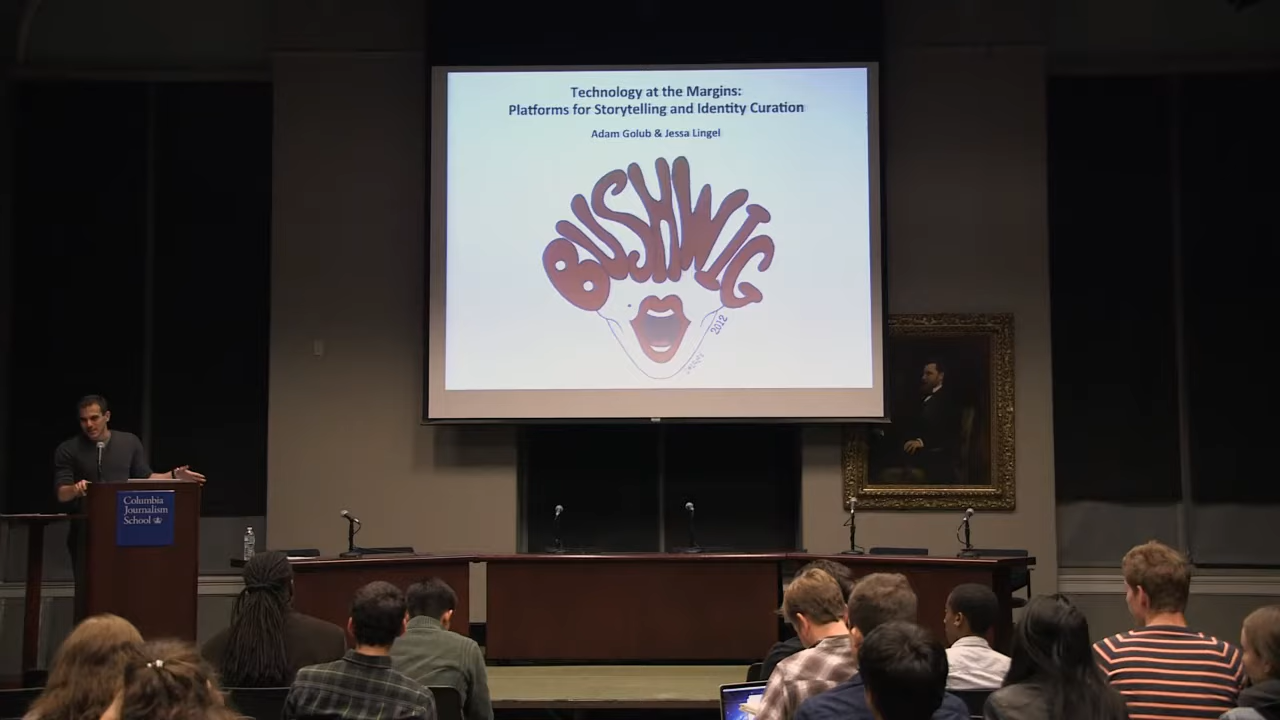 Technology at the Margins:
Platforms for Storytelling and Identity Curation
Adam Golub & Jessa Lingel
BUSHWIG
2012
Columbia
Journalism
School